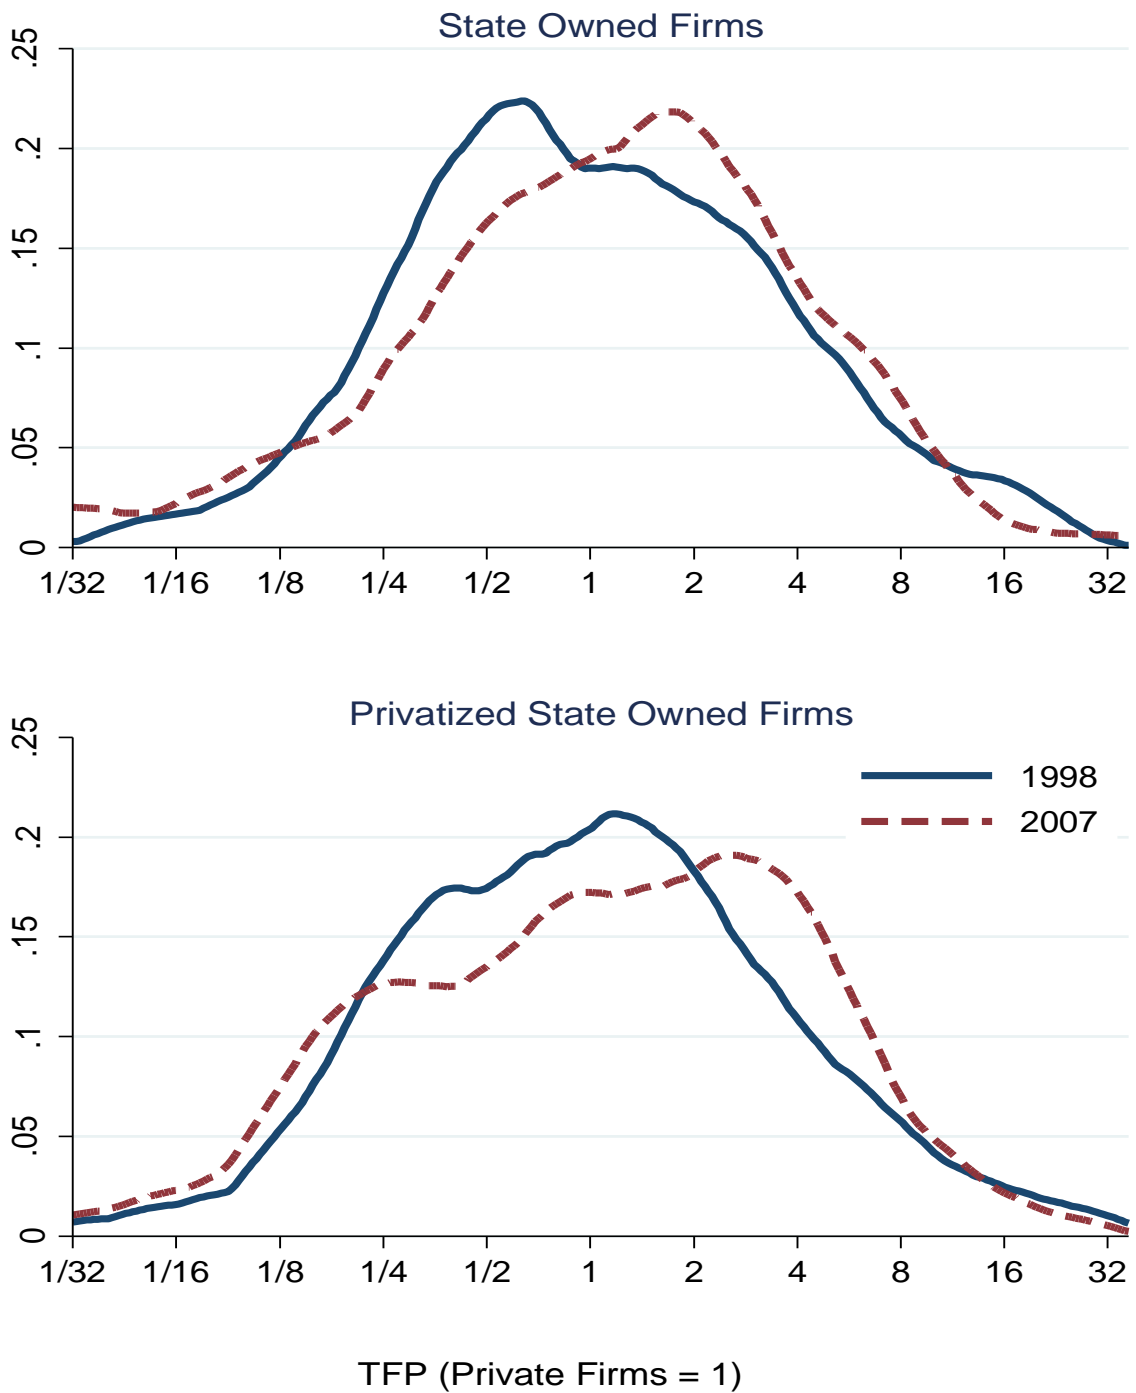 State Owned Firms
.25
.2
.15
.1
.05
0
1/32 1/16 1/8 1/4 1/2 1 2 4 8 16 32
Privatized State Owned Firms
.25
.2
.15
.1
.05
0
1998
2007
1/32 1/16 1/8 1/4 1/2 1 2 4 8 16 32
TFP (Private Firms = 1)